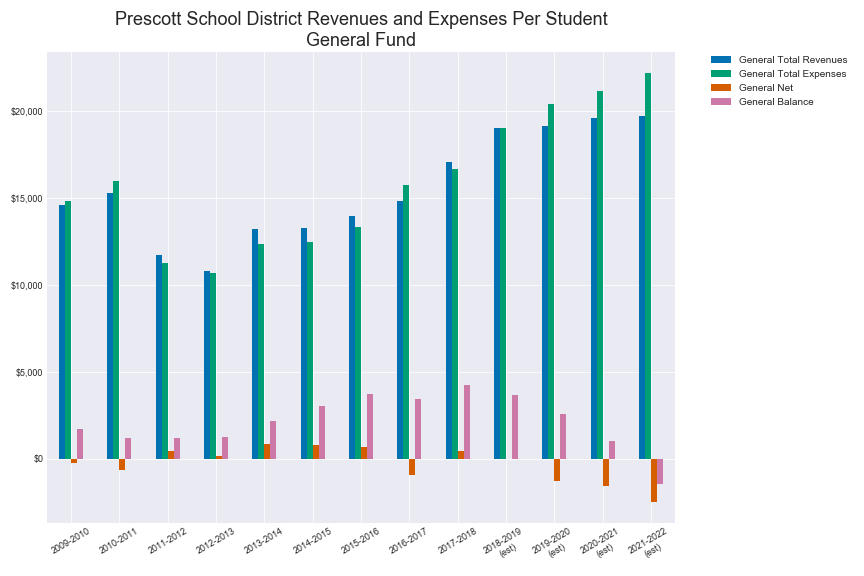 Prescott School District Revenues and Expenses Per Student
General Fund
General Total Revenues
General Total Expenses
General Net
General Balance
$20,000
$15,000
$10,000
$5,000
$0
2009-2010
2010-2011
2011-2012
2012-2013
2013-2014
2014-2015
2015-2016
2016-2017
2017-2018
2018-2019
(est)
2019-2020
(est)
2020-2021
(est)
2021-2022
(est)